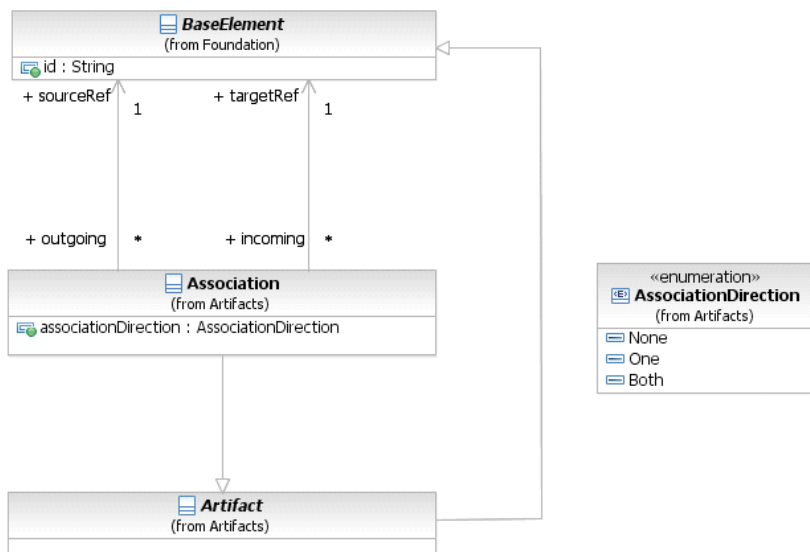 BaseElement
(from Foundation)
id : String
+ sourceRef
+ targetRef
1
1
+ outgoing
*
+ incoming
*
Association
(from Artifacts)
associationDirection : AssociationDirection
«enumeration»
AssociationDirection
(from Artifacts)
None
One
Both
Artifact
(from Artifacts)